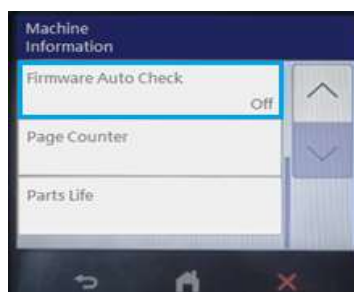 Machine
Information
Firmware Auto Check
Off
Page Counter
Parts Life